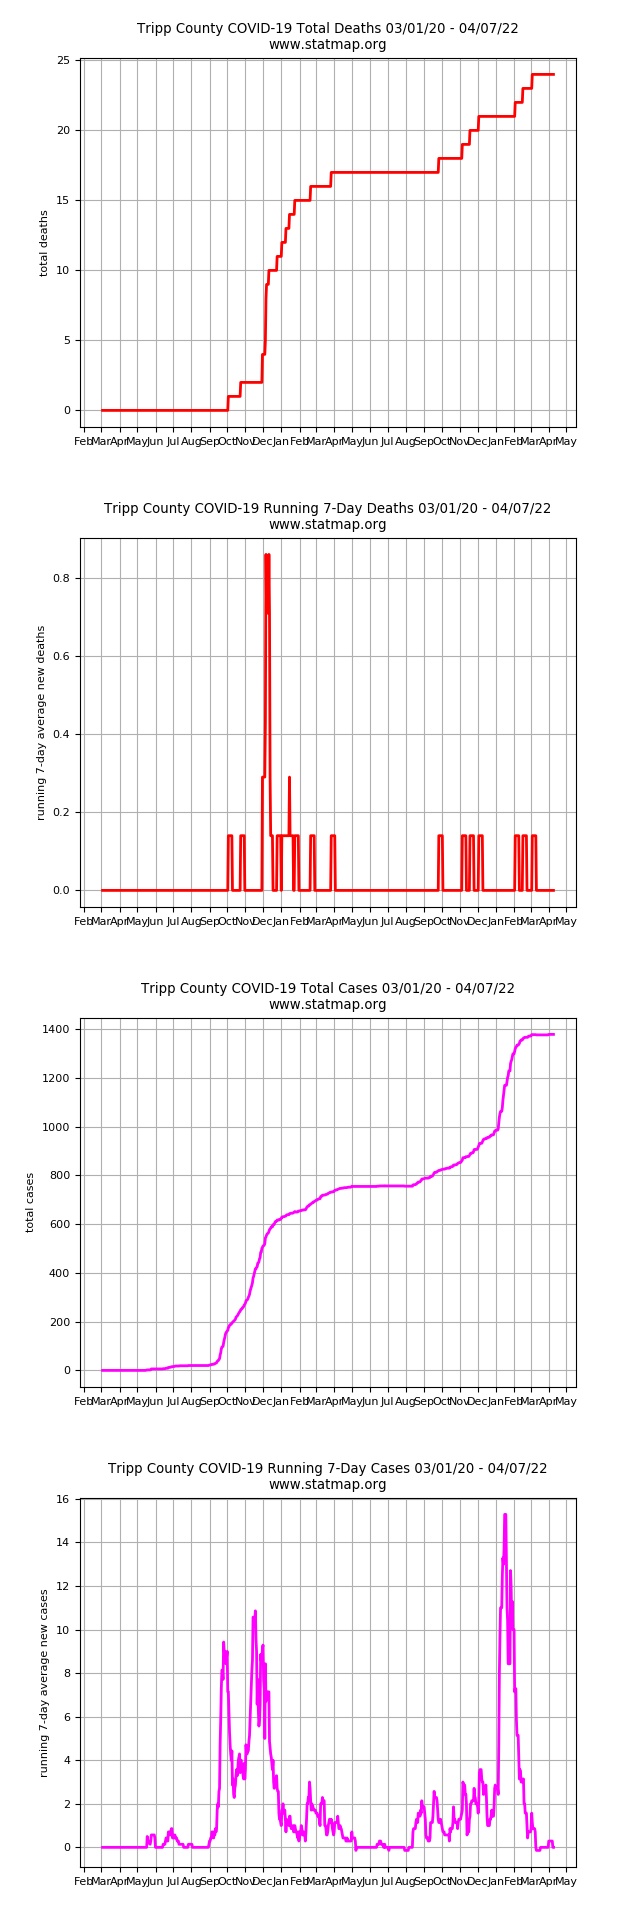 Tripp County COVID-19 Total Deaths 03/01/20 - 04/07/22
www.statmap.org
25
20
15
10
5
0
total deaths
Feb Mar Apr May Jun Jul Aug Sep Oct Nov Dec Jan Feb Mar Apr May Jun Jul Aug Sep Oct Nov Dec Jan Feb Mar Apr May
Tripp County COVID-19 Running 7-Day Deaths 03/01/20 - 04/07/22
www.statmap.org
0.8
0.6
0.4
0.2
0.0
running 7-day average new deaths
Feb Mar Apr May Jun Jul Aug Sep Oct Nov Dec Jan Feb Mar Apr May Jun Jul Aug Sep Oct Nov Dec Jan Feb Mar Apr May
Tripp County COVID-19 Total Cases 03/01/20 - 04/07/22
www.statmap.org
1400
1200
1000
800
600
400
200
0
total cases
Feb Mar Apr May Jun Jul Aug Sep Oct Nov Dec Jan Feb Mar Apr May Jun Jul Aug Sep Oct Nov Dec Jan Feb Mar Apr May
Tripp County COVID-19 Running 7-Day Cases 03/01/20 - 04/07/22
www.statmap.org
16
14
12
10
8
6
4
2
0
running 7-day average new cases
Feb Mar Apr May Jun Jul Aug Sep Oct Nov Dec Jan Feb Mar Apr May Jun Jul Aug Sep Oct Nov Dec Jan Feb Mar Apr May